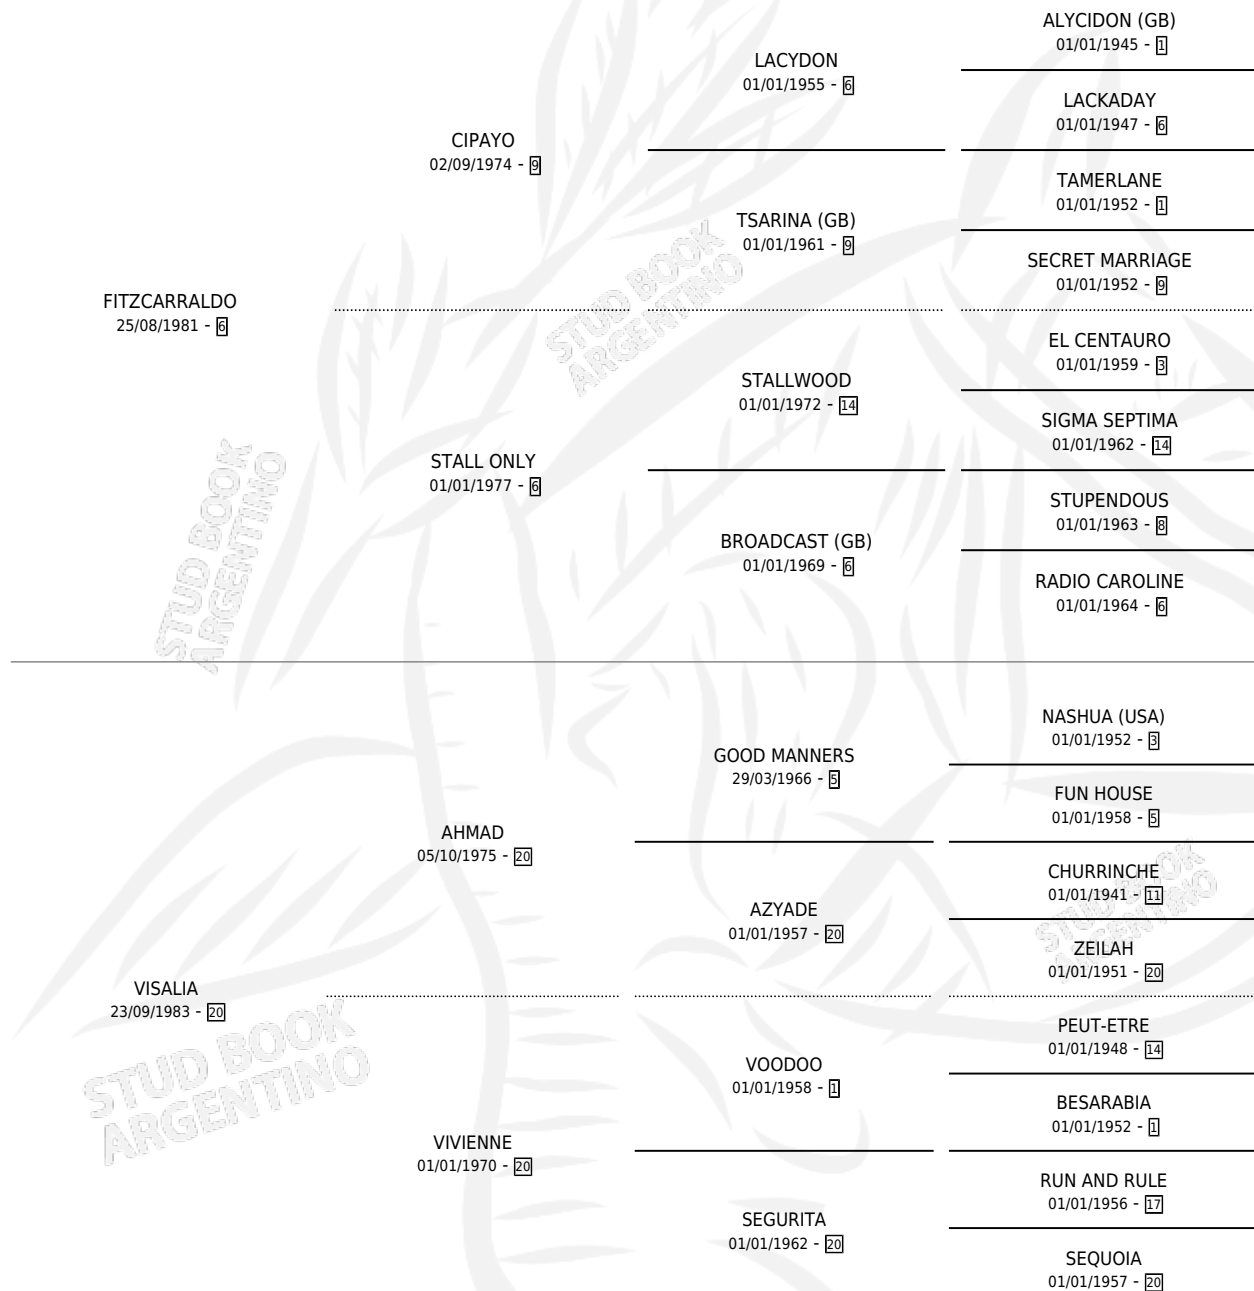 ALYCIDON (GB)
01/01/1945 - 1
LACYDON
01/01/1955 - 6
LACKADAY
01/01/1947 - 6
CIPAYO
02/09/1974 - 9
TAMERLANE
01/01/1952 - 1
TSARINA (GB)
01/01/1961 - 9
SECRET MARRIAGE
01/01/1952 - 9
FITZCARRALDO
25/08/1981 - 6
EL CENTAURO
01/01/1959 - 3
STALLWOOD
01/01/1972 - 14
SIGMA SEPTIMA
01/01/1962 - 14
STALL ONLY
01/01/1977 - 6
STUPENDOUS
01/01/1963 - 8
BROADCAST (GB)
01/01/1969 - 6
RADIO CAROLINE
01/01/1964 - 6
NASHUA (USA)
01/01/1952 - 3
GOOD MANNERS
29/03/1966 - 5
FUN HOUSE
01/01/1958 - 5
AHMAD
05/10/1975 - 20
CHURRINCHE
01/01/1941 - 11
AZYADE
01/01/1957 - 20
ZEILAH
01/01/1951 - 20
VISALIA
23/09/1983 - 20
PEUT-ETRE
01/01/1948 - 14
VOODOO
01/01/1958 - 1
BESARABIA
01/01/1952 - 1
VIVIENNE
01/01/1970 - 20
RUN AND RULE
01/01/1956 - 17
SEGURITA
01/01/1962 - 20
SEQUOIA
01/01/1957 - 20
STUD BOOK
ARGENTINO
STUD BOOK
ARGENTINO
STUD BOOK
ARGENTINO
STUD BOOK
ARGENTINO